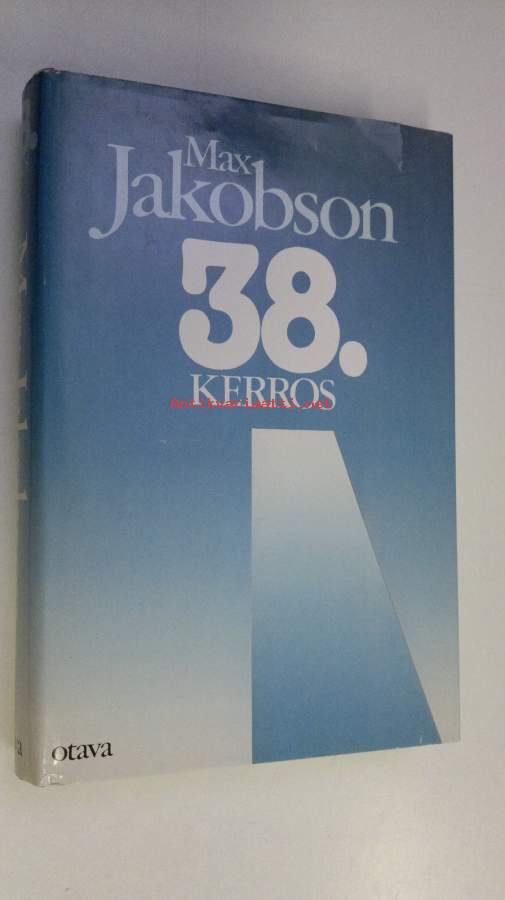 Max
Jakobson
38.
KERROS
Antikvariaatti.net
otava